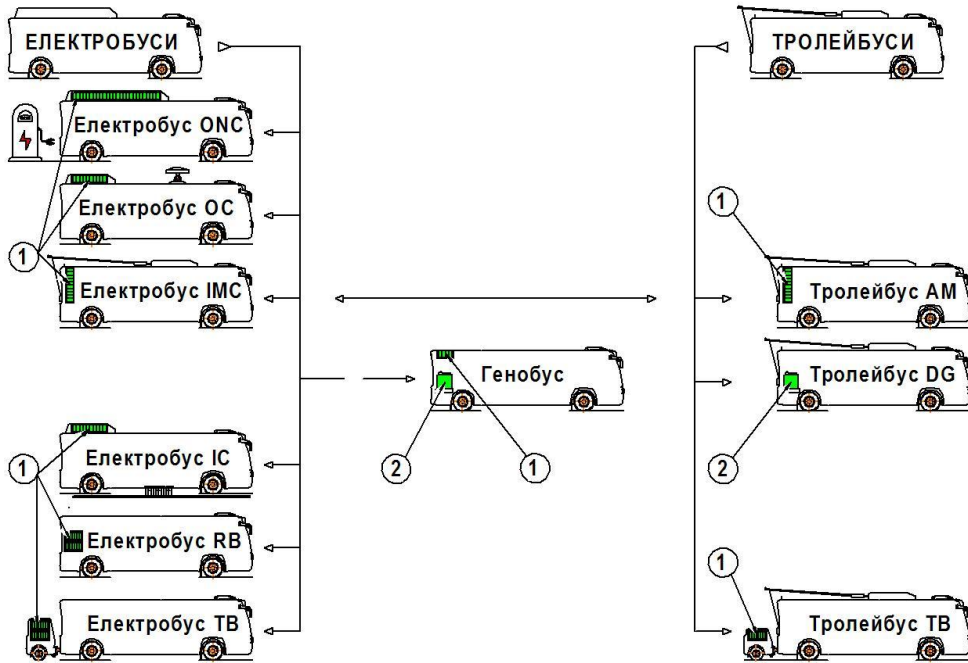 ЕЛЕКТРОБУСИ
ТРОЛЕЙБУСИ
Електробус ONC
Електробус OC
1
1
Електробус IMC
Тролейбус AM
Генобус
Тролейбус DG
1
Електробус IC
2
1
2
Електробус RB
1
Електробус TB
Тролейбус TB